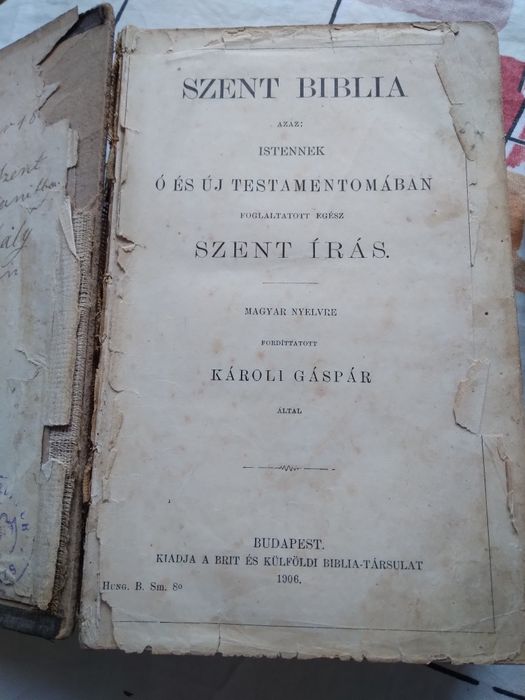 SZENT BIBLIA
AZAZ:
ISTENNEK
Ó ÉS ÚJ TESTAMENTOMÁBAN
FOGLALTATOTT EGÉSZ
SZENT ÍRÁS.
MAGYAR NYELVRE
FORDÍTTATOTT
KÁROLI GÁSPÁR
ÁLTAL
BUDAPEST.
KIADJA A BRIT ÉS KÜLFÖLDI BIBLIA-TÁRSULAT
1906.
HUNG. B. SM. 8º